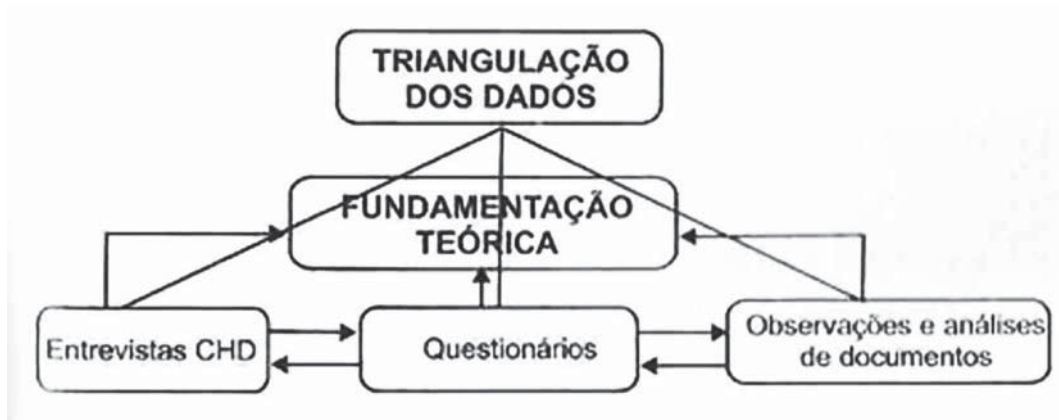 TRIANGULAÇÃO
DOS DADOS
FUNDAMENTAÇÃO
TEÓRICA
Entrevistas CHD
Questionários
Observações e análises
de documentos